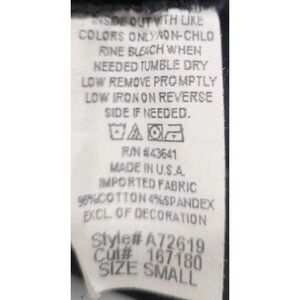 INSIDE OUT WITH LIKE
COLORS ONLY.NON-CHLO
RINE BLEACH WHEN
NEEDED TUMBLE DRY
LOW REMOVE PROMPTLY
LOW IRON ON REVERSE
SIDE IF NEEDED.
R/N #43641
MADE IN U.S.A.
IMPORTED FABRIC
96%COTTON 4%SPANDEX
EXCL. OF DECORATION
Style# A72619
Cut# 167180
SIZE SMALL